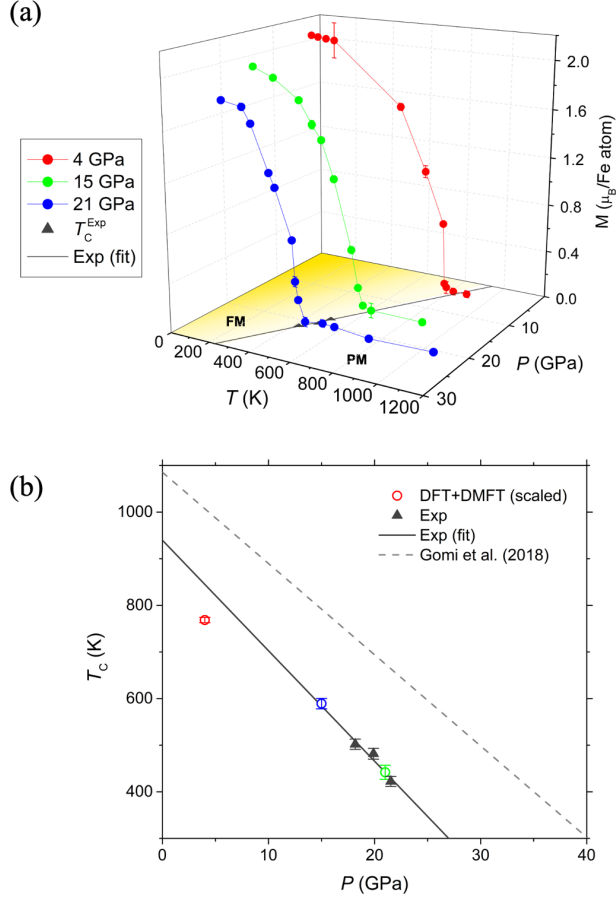 (a)
4 GPa
15 GPa
21 GPa
T_C^Exp
Exp (fit)
2.0
1.6
1.2
0.8
0.4
0.0
M (μ_B/Fe atom)
FM
PM
0
200
400
600
800
1000
1200
T (K)
10
20
30
P (GPa)
(b)
DFT+DMFT (scaled)
Exp
Exp (fit)
Gomi et al. (2018)
1000
800
600
400
T_C (K)
0
10
20
30
40
P (GPa)